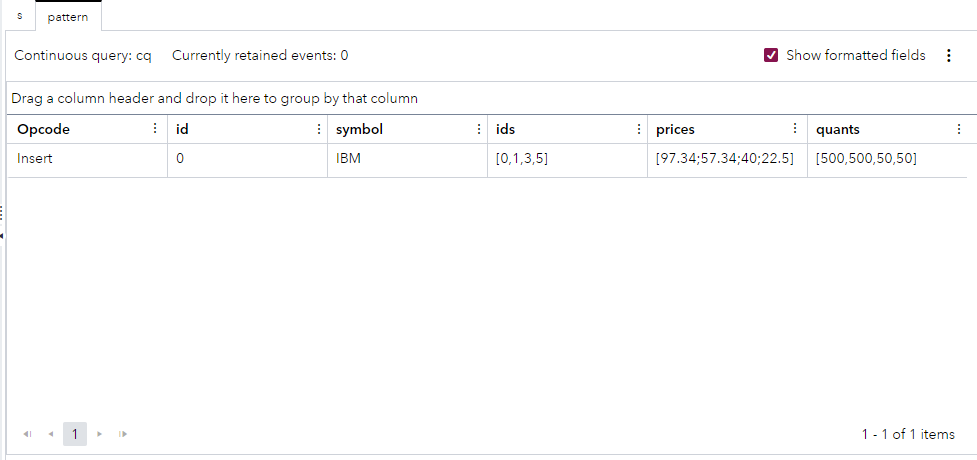 s pattern
Continuous query: cq Currently retained events: 0 Show formatted fields
Drag a column header and drop it here to group by that column
Opcode id symbol ids prices quants
Insert 0 IBM [0,1,3,5] [97.34;57.34;40;22.5] [500,500,50,50]
1 1 - 1 of 1 items